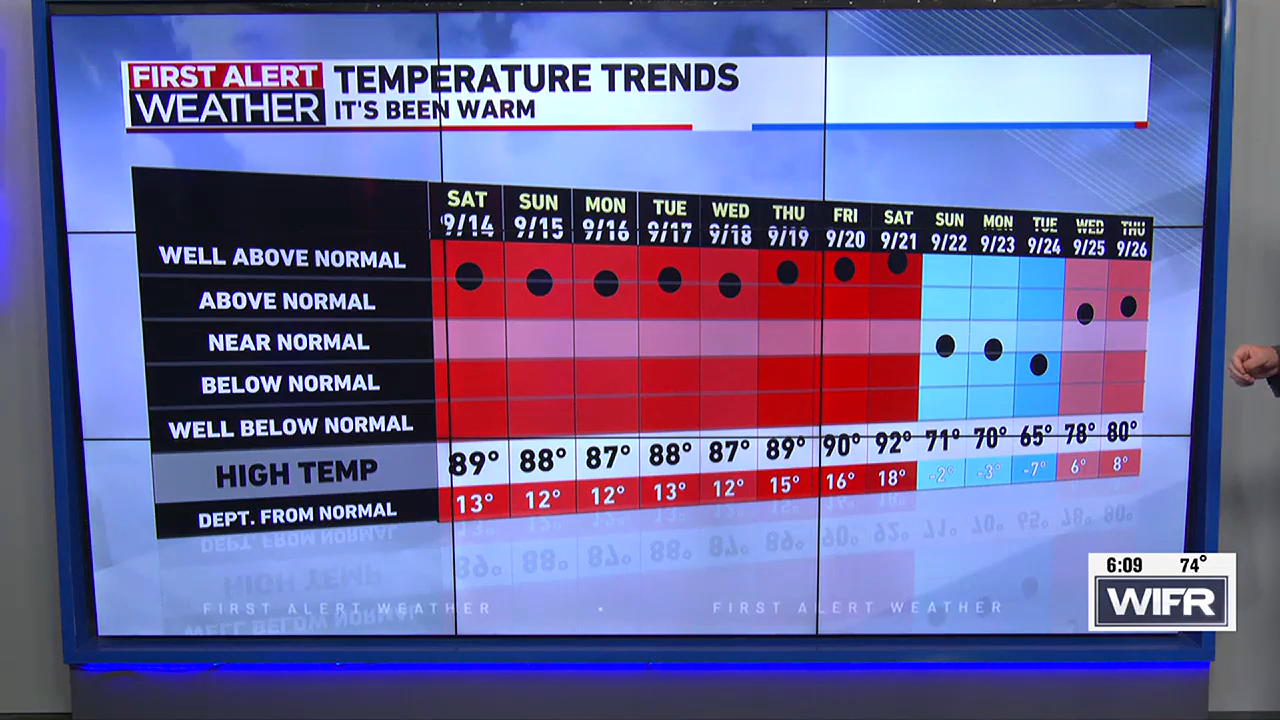 FIRST ALERT
WEATHER
TEMPERATURE TRENDS
IT'S BEEN WARM
SAT SUN MON TUE WED THU FRI SAT SUN MON TUE WED THU
9/14 9/15 9/16 9/17 9/18 9/19 9/20 9/21 9/22 9/23 9/24 9/25 9/26
WELL ABOVE NORMAL
ABOVE NORMAL
NEAR NORMAL
BELOW NORMAL
WELL BELOW NORMAL
HIGH TEMP 89° 88° 87° 88° 87° 89° 90° 92° 71° 70° 65° 78° 80°
DEPT. FROM NORMAL 13° 12° 12° 13° 12° 15° 16° 18° -2° -3° -7° 6° 8°
FIRST ALERT WEATHER • FIRST ALERT WEATHER
6:09 74°
WIFR